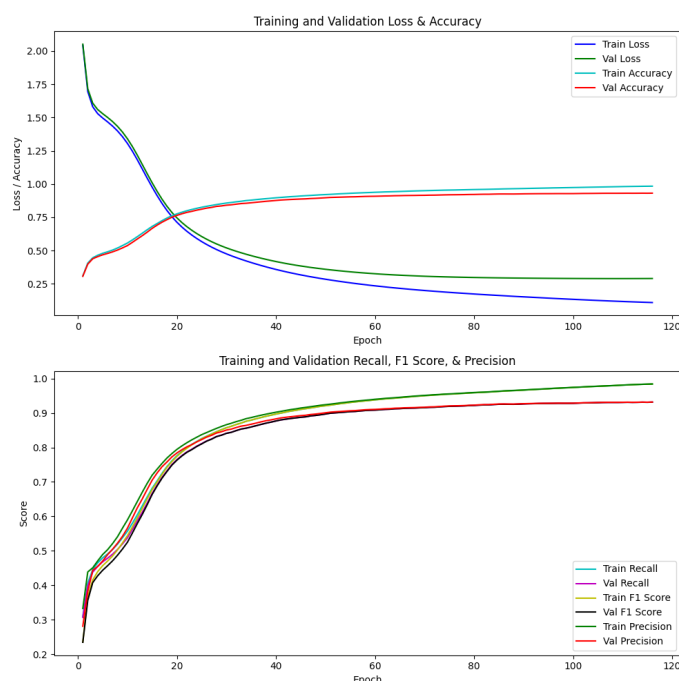 Training and Validation Loss & Accuracy
Loss / Accuracy
2.00
1.75
1.50
1.25
1.00
0.75
0.50
0.25
Train Loss
Val Loss
Train Accuracy
Val Accuracy
0 20 40 60 80 100 120
Epoch
Training and Validation Recall, F1 Score, & Precision
Score
1.0
0.9
0.8
0.7
0.6
0.5
0.4
0.3
0.2
Train Recall
Val Recall
Train F1 Score
Val F1 Score
Train Precision
Val Precision
0 20 40 60 80 100 120
Epoch